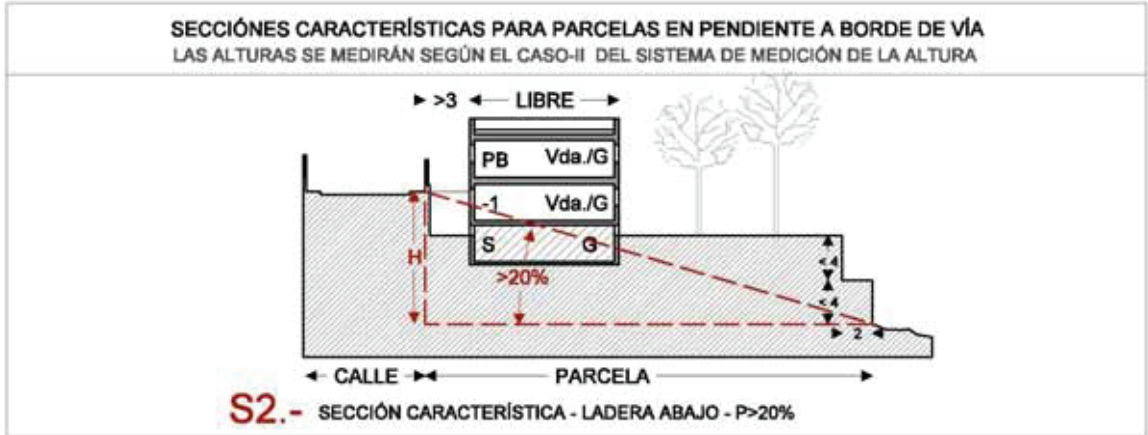 SECCIÓNES CARACTERÍSTICAS PARA PARCELAS EN PENDIENTE A BORDE DE VÍA
LAS ALTURAS SE MEDIRÁN SEGÚN EL CASO-II DEL SISTEMA DE MEDICIÓN DE LA ALTURA
>3 LIBRE
PB Vda./G
-1 Vda./G
S G
H
>20%
< 4
< 4
2
CALLE PARCELA
S2.- SECCIÓN CARACTERÍSTICA - LADERA ABAJO - P>20%